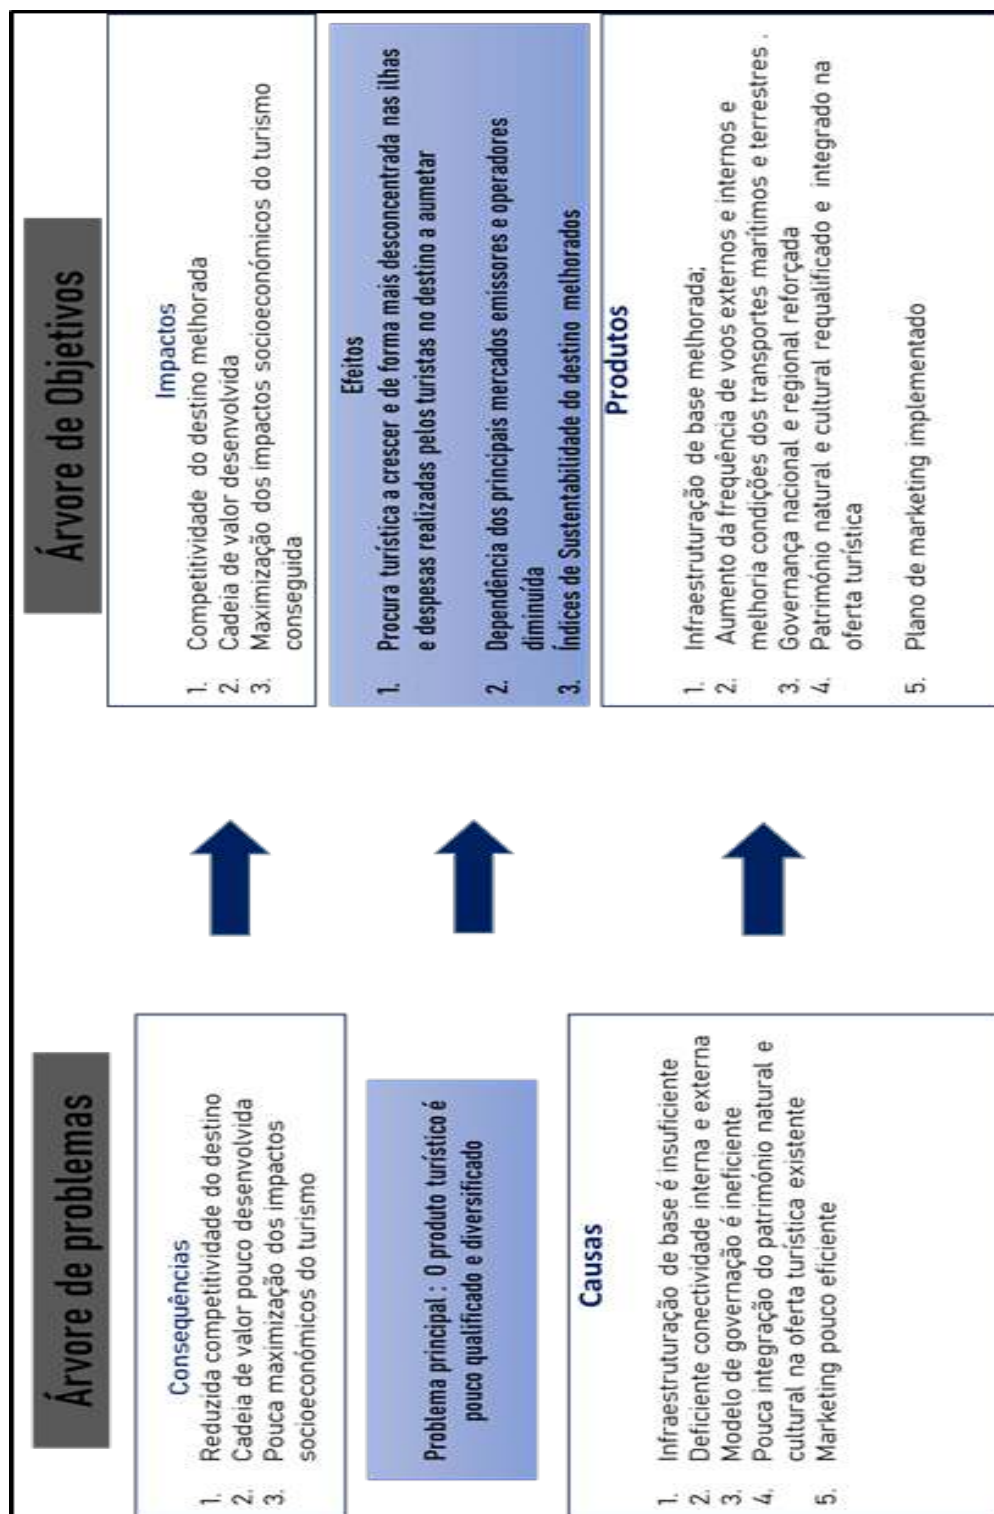 Árvore de problemas
Consequências
1. Reduzida competitividade do destino
2. Cadeia de valor pouco desenvolvida
3. Pouca maximização dos impactos
socioeconómicos do turismo
Problema principal : O produto turístico é
pouco qualificado e diversificado
Causas
1. Infraestruturação de base é insuficiente
2. Deficiente conectividade interna e externa
3. Modelo de governação é ineficiente
4. Pouca integração do património natural e
cultural na oferta turística existente
5. Marketing pouco eficiente
Árvore de Objetivos
Impactos
1. Competitividade do destino melhorada
2. Cadeia de valor desenvolvida
3. Maximização dos impactos socioeconómicos do turismo
conseguida
Efeitos
1. Procura turística a crescer e de forma mais desconcentrada nas ilhas
e despesas realizadas pelos turistas no destino a aumetar
2. Dependência dos principais mercados emissores e operadores
diminuída
3. Índices de Sustentabilidade do destino melhorados
Produtos
1. Infraestruturação de base melhorada;
2. Aumento da frequência de voos externos e internos e
melhoria condições dos transportes marítimos e terrestres .
3. Governança nacional e regional reforçada
4. Património natural e cultural requalificado e integrado na
oferta turística
5. Plano de marketing implementado